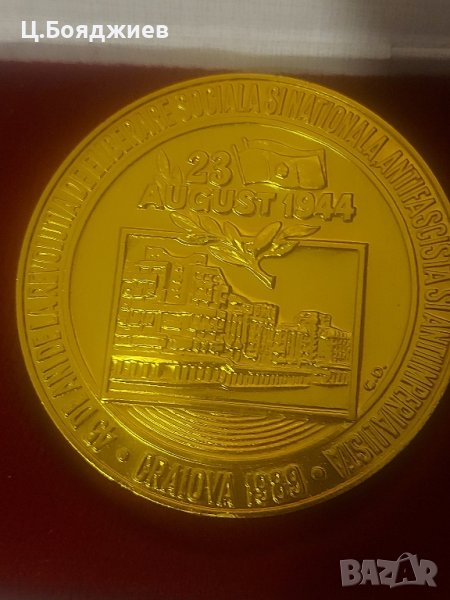 Ц.Бояджиев
45 DE ANI DE LA REVOLUTIA DE ELIBERARE SOCIALA SI NATIONALA, ANTIFASCISTA SI ANTIIMPERIALISTA
23
AUGUST 1944
C.D.
CRAIOVA 1989
BAZAR